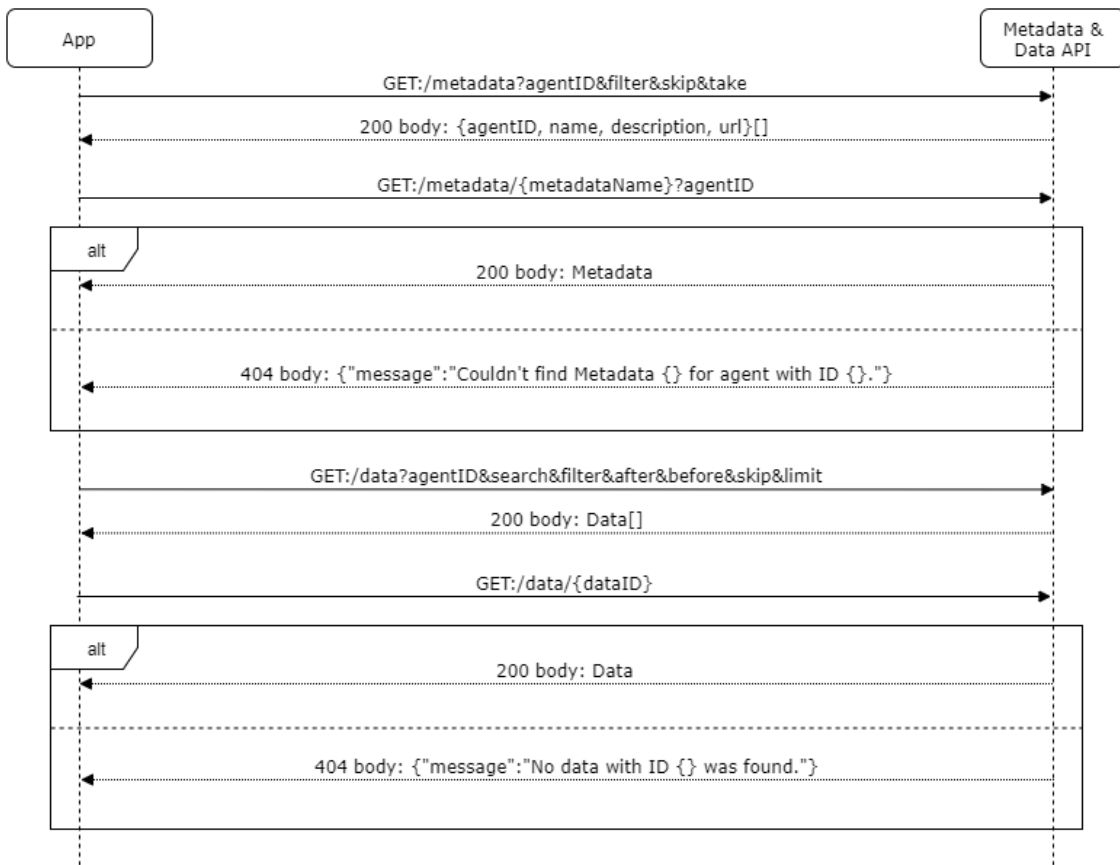 App
Metadata &
Data API
GET:/metadata?agentID&filter&skip&take
200 body: {agentID, name, description, url}[]
GET:/metadata/{metadataName}?agentID
alt
200 body: Metadata
404 body: {"message":"Couldn't find Metadata {} for agent with ID {}."}
GET:/data?agentID&search&filter&after&before&skip&limit
200 body: Data[]
GET:/data/{dataID}
alt
200 body: Data
404 body: {"message":"No data with ID {} was found."}